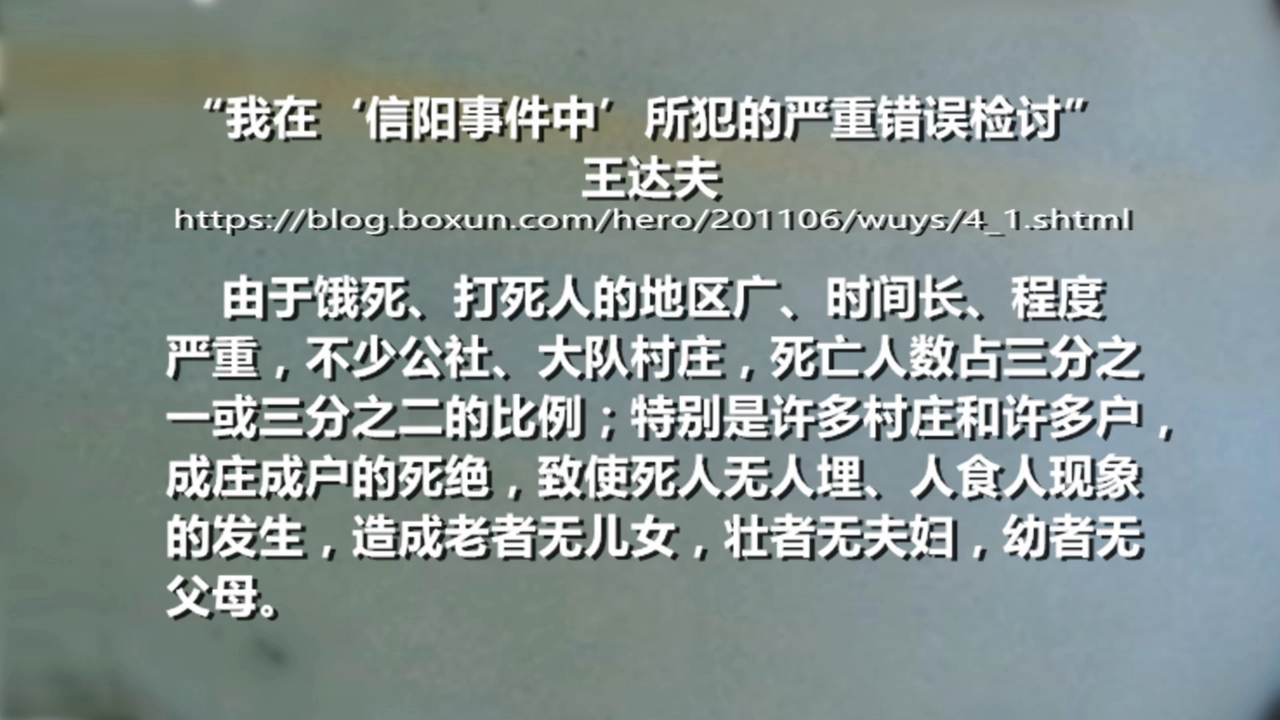 “我在‘信阳事件中’所犯的严重错误检讨”
王达夫
https://blog.boxun.com/hero/201106/wuys/4_1.shtml
由于饿死、打死人的地区广、时间长、程度
严重，不少公社、大队村庄，死亡人数占三分之
一或三分之二的比例；特别是许多村庄和许多户，
成庄成户的死绝，致使死人无人埋、人食人现象
的发生，造成老者无儿女，壮者无夫妇，幼者无
父母。